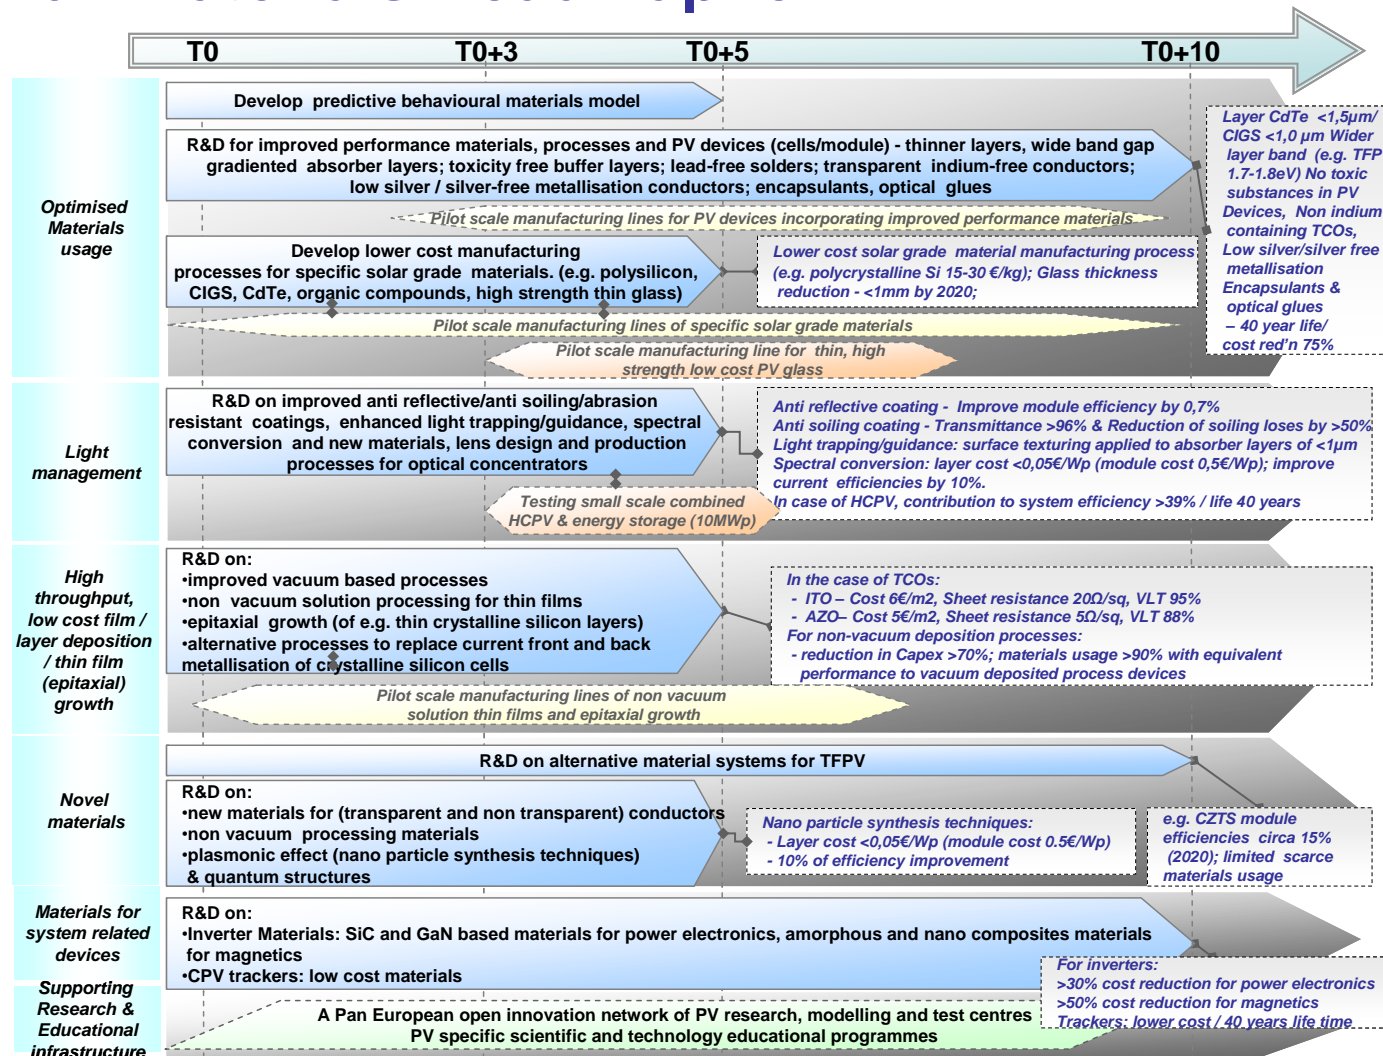 T0 T0+3 T0+5 T0+10
Optimised
Materials
usage
Develop predictive behavioural materials model
R&D for improved performance materials, processes and PV devices (cells/module) - thinner layers, wide band gap
gradiented absorber layers; toxicity free buffer layers; lead-free solders; transparent indium-free conductors;
low silver / silver-free metallisation conductors; encapsulants, optical glues
Pilot scale manufacturing lines for PV devices incorporating improved performance materials
Develop lower cost manufacturing
processes for specific solar grade materials. (e.g. polysilicon,
CIGS, CdTe, organic compounds, high strength thin glass)
Lower cost solar grade material manufacturing process
(e.g. polycrystalline Si 15-30 €/kg); Glass thickness
reduction - <1mm by 2020;
Pilot scale manufacturing lines of specific solar grade materials
Pilot scale manufacturing line for thin, high
strength low cost PV glass
Layer CdTe <1,5µm/
CIGS <1,0 µm Wider
layer band (e.g. TFP
1.7-1.8eV) No toxic
substances in PV
Devices, Non indium
containing TCOs,
Low silver/silver free
metallisation
Encapsulants &
optical glues
– 40 year life/
cost red'n 75%
Light
management
R&D on improved anti reflective/anti soiling/abrasion
resistant coatings, enhanced light trapping/guidance, spectral
conversion and new materials, lens design and production
processes for optical concentrators
Testing small scale combined
HCPV & energy storage (10MWp)
Anti reflective coating - Improve module efficiency by 0,7%
Anti soiling coating - Transmittance >96% & Reduction of soiling loses by >50%
Light trapping/guidance: surface texturing applied to absorber layers of <1µm
Spectral conversion: layer cost <0,05€/Wp (module cost 0,5€/Wp); improve
current efficiencies by 10%.
In case of HCPV, contribution to system efficiency >39% / life 40 years
High
throughput,
low cost film /
layer deposition
/ thin film
(epitaxial)
growth
R&D on:
•improved vacuum based processes
•non vacuum solution processing for thin films
•epitaxial growth (of e.g. thin crystalline silicon layers)
•alternative processes to replace current front and back
metallisation of crystalline silicon cells
Pilot scale manufacturing lines of non vacuum
solution thin films and epitaxial growth
In the case of TCOs:
- ITO – Cost 6€/m2, Sheet resistance 20Ω/sq, VLT 95%
- AZO– Cost 5€/m2, Sheet resistance 5Ω/sq, VLT 88%
For non-vacuum deposition processes:
- reduction in Capex >70%; materials usage >90% with equivalent
performance to vacuum deposited process devices
Novel
materials
R&D on alternative material systems for TFPV
R&D on:
•new materials for (transparent and non transparent) conductors
•non vacuum processing materials
•plasmonic effect (nano particle synthesis techniques)
& quantum structures
Nano particle synthesis techniques:
- Layer cost <0,05€/Wp (module cost 0.5€/Wp)
- 10% of efficiency improvement
e.g. CZTS module
efficiencies circa 15%
(2020); limited scarce
materials usage
Materials for
system related
devices
R&D on:
•Inverter Materials: SiC and GaN based materials for power electronics, amorphous and nano composites materials
for magnetics
•CPV trackers: low cost materials
For inverters:
>30% cost reduction for power electronics
>50% cost reduction for magnetics
Trackers: lower cost / 40 years life time
Supporting
Research &
Educational
infrastructure
A Pan European open innovation network of PV research, modelling and test centres
PV specific scientific and technology educational programmes